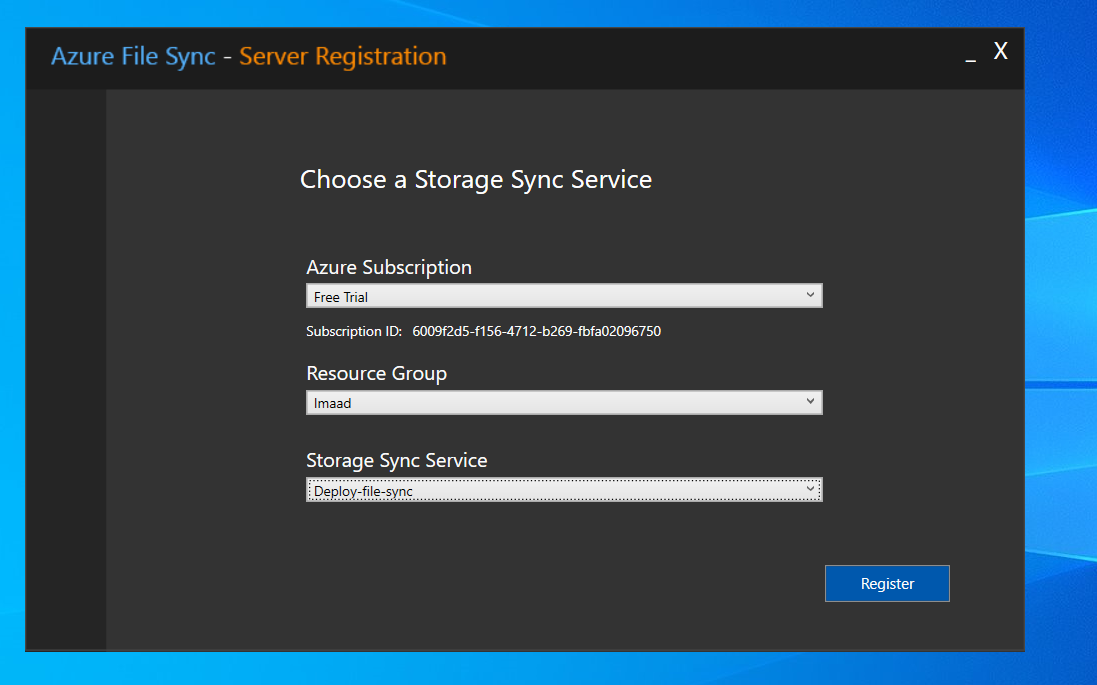 Azure File Sync - Server Registration
_ X
Choose a Storage Sync Service
Azure Subscription
Free Trial
Subscription ID: 6009f2d5-f156-4712-b269-fbfa02096750
Resource Group
Imaad
Storage Sync Service
Deploy-file-sync
Register